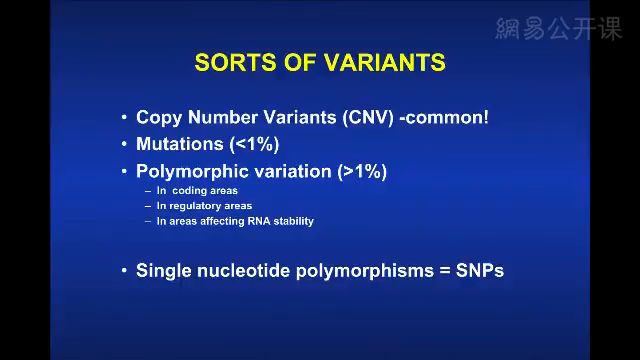 網易公开课
SORTS OF VARIANTS
• Copy Number Variants (CNV) -common!
• Mutations (<1%)
• Polymorphic variation (>1%)
– In coding areas
– In regulatory areas
– In areas affecting RNA stability
• Single nucleotide polymorphisms = SNPs